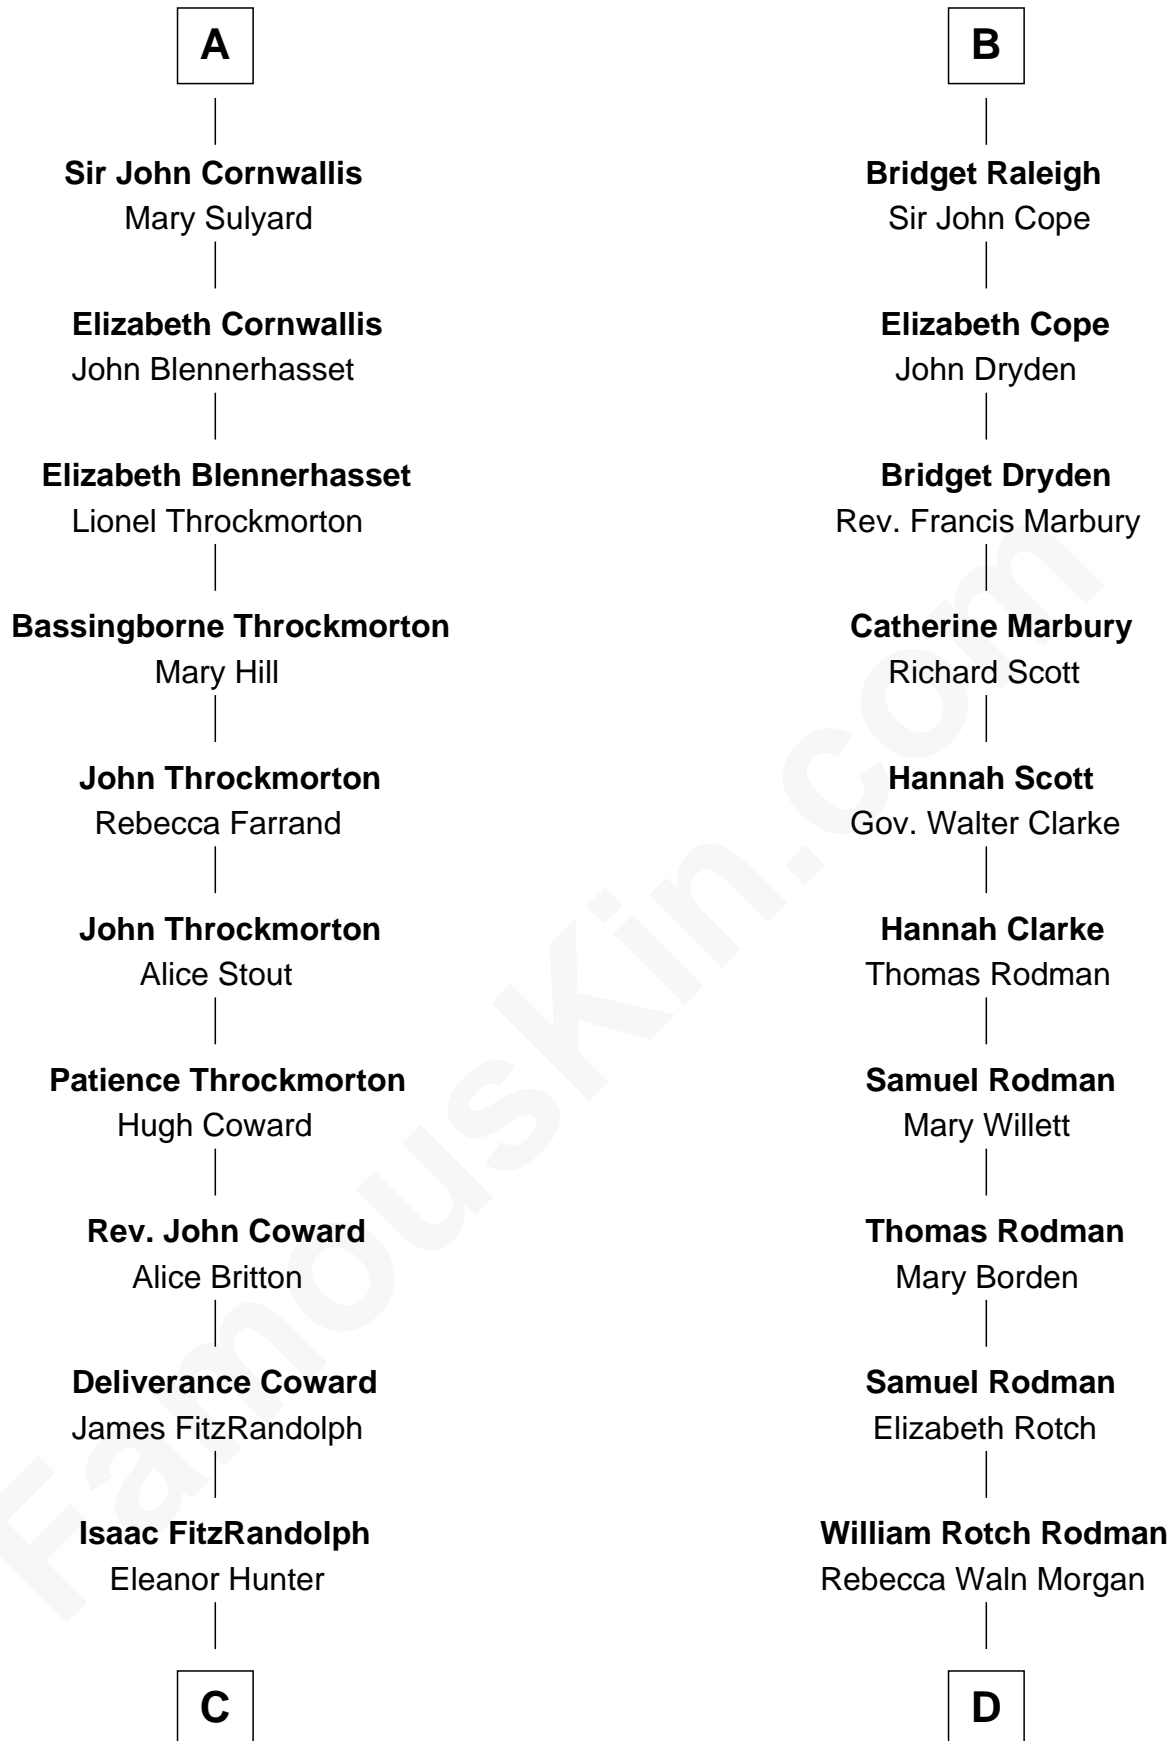 A
Sir John Cornwallis
Mary Sulyard
Elizabeth Cornwallis
John Blennerhasset
Elizabeth Blennerhasset
Lionel Throckmorton
Bassingborne Throckmorton
Mary Hill
John Throckmorton
Rebecca Farrand
John Throckmorton
Alice Stout
Patience Throckmorton
Hugh Coward
Rev. John Coward
Alice Britton
Deliverance Coward
James FitzRandolph
Isaac FitzRandolph
Eleanor Hunter
C
B
Bridget Raleigh
Sir John Cope
Elizabeth Cope
John Dryden
Bridget Dryden
Rev. Francis Marbury
Catherine Marbury
Richard Scott
Hannah Scott
Gov. Walter Clarke
Hannah Clarke
Thomas Rodman
Samuel Rodman
Mary Willett
Thomas Rodman
Mary Borden
Samuel Rodman
Elizabeth Rotch
William Rotch Rodman
Rebecca Waln Morgan
D
FamousKin.com